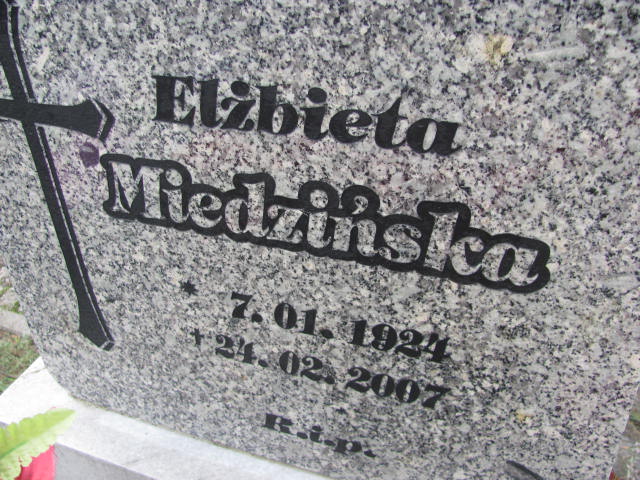 Elżbieta
Miedzińska
* 7.01.1924
+ 24.02.2007
R.i.p.